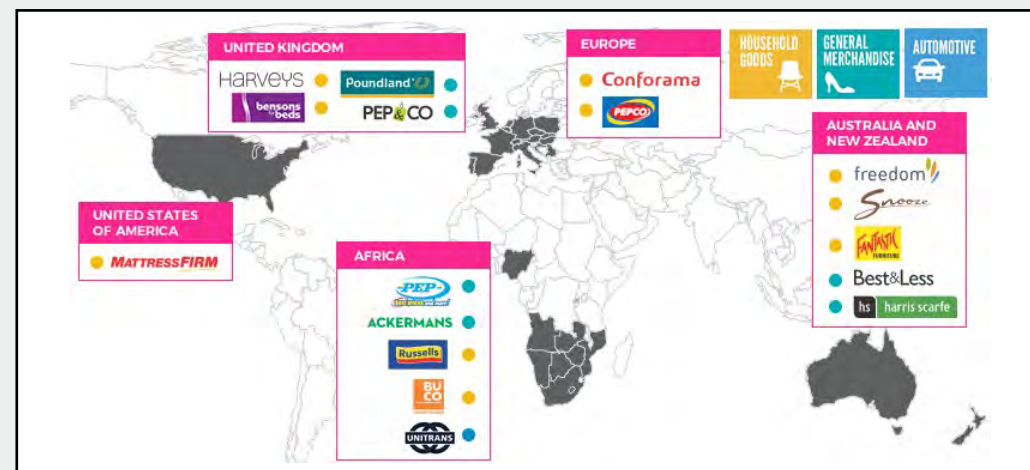 UNITED KINGDOM
HARVEYS
bensons
for beds
Poundland
PEP&CO
EUROPE
Conforama
PEPCO
HOUSEHOLD
GOODS
GENERAL
MERCHANDISE
AUTOMOTIVE
AUSTRALIA AND
NEW ZEALAND
freedom
Snooze
FANTASTIC
FURNITURE
Best&Less
hs harris scarfe
UNITED STATES
OF AMERICA
MATTRESSFIRM
AFRICA
PEP
ACKERMANS
Russells
BU
CO
UNITRANS